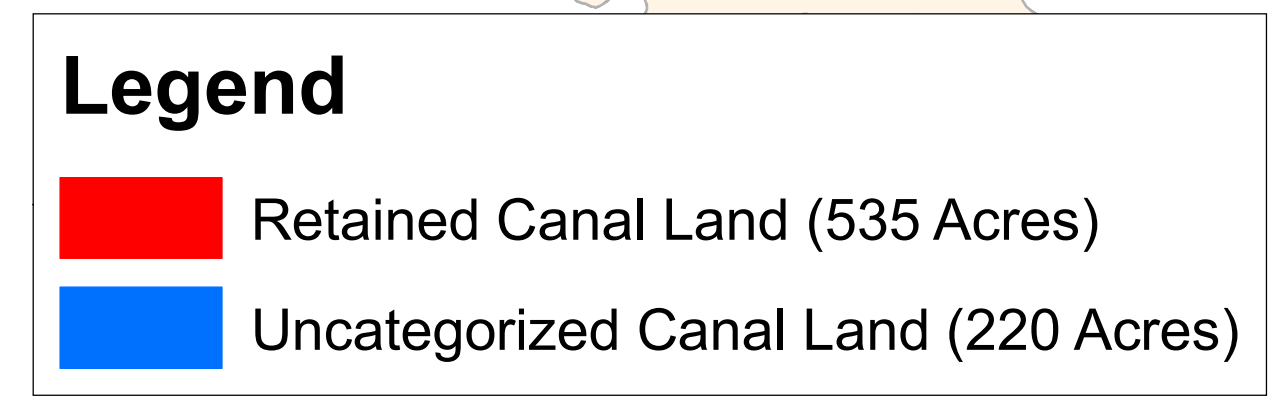 Legend
Retained Canal Land (535 Acres)
Uncategorized Canal Land (220 Acres)